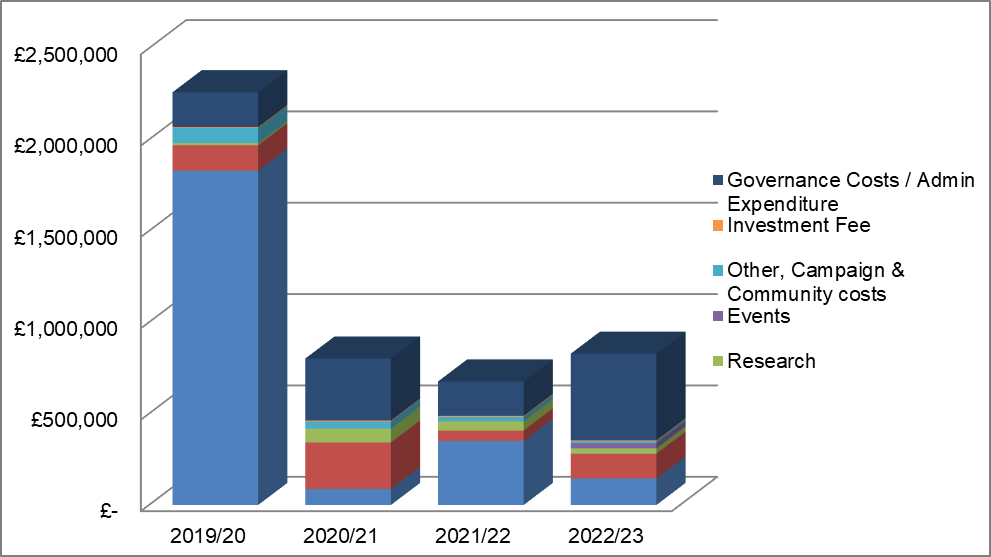 £2,500,000
£2,000,000
£1,500,000
£1,000,000
£500,000
£-
2019/20
2020/21
2021/22
2022/23
Governance Costs / Admin
Expenditure
Investment Fee
Other, Campaign &
Community costs
Events
Research